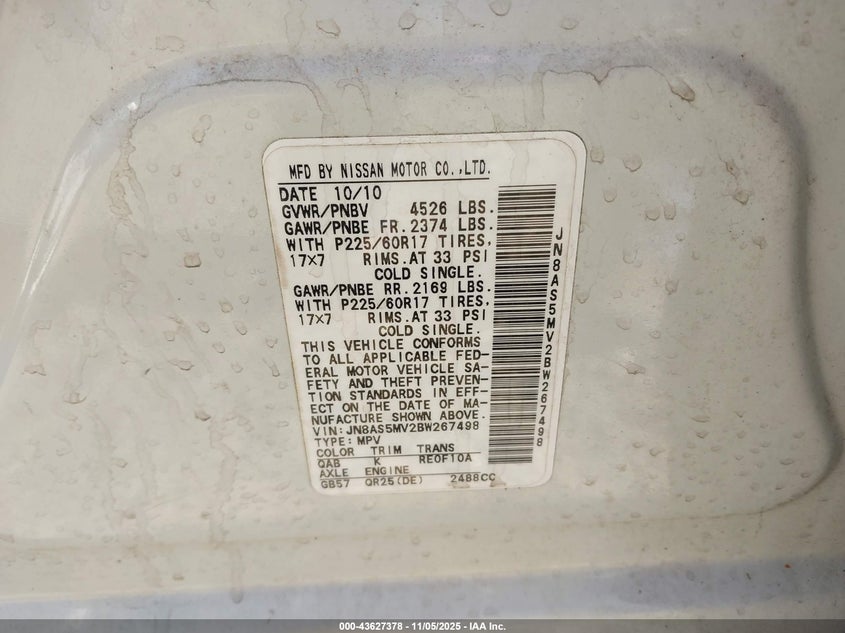 MFD BY NISSAN MOTOR CO.,LTD.
DATE 10/10
GVWR/PNBV 4526 LBS.
GAWR/PNBE FR. 2374 LBS.
WITH P225/60R17 TIRES,
17×7 RIMS.AT 33 PSI
COLD SINGLE.
GAWR/PNBE RR. 2169 LBS.
WITH P225/60R17 TIRES,
17×7 RIMS.AT 33 PSI
COLD SINGLE.
THIS VEHICLE CONFORMS
TO ALL APPLICABLE FED-
ERAL MOTOR VEHICLE SA-
FETY AND THEFT PREVEN-
TION STANDARDS IN EFF-
ECT ON THE DATE OF MA-
NUFACTURE SHOWN ABOVE.
VIN:JN8AS5MV2BW267498
TYPE:MPV
COLOR TRIM TRANS
QAB K RE0F10A
AXLE ENGINE
GB57 QR25(DE) 2488CC
JN8AS5MV2BW267498
000-43627378 - 11/05/2025 - IAA Inc.